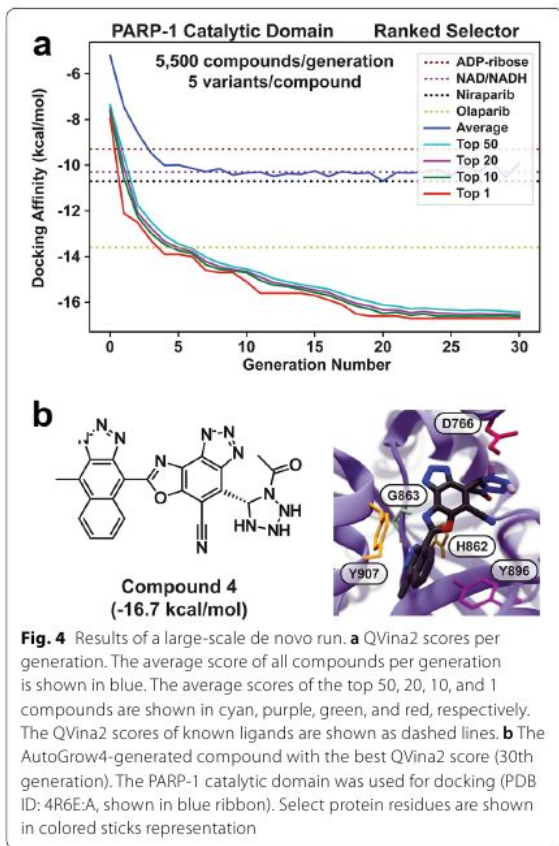 PARP-1 Catalytic Domain Ranked Selector
a
5,500 compounds/generation
5 variants/compound
ADP-ribose
NAD/NADH
Niraparib
Olaparib
Average
Top 50
Top 20
Top 10
Top 1
Docking Affinity (kcal/mol)
-6
-8
-10
-12
-14
-16
0 5 10 15 20 25 30
Generation Number
b
N N N
N
O
N N N
O
N
N
HN N NH
H
Compound 4
(-16.7 kcal/mol)
D766
G863
H862
Y907
Y896
Fig. 4 Results of a large-scale de novo run. a QVina2 scores per
generation. The average score of all compounds per generation
is shown in blue. The average scores of the top 50, 20, 10, and 1
compounds are shown in cyan, purple, green, and red, respectively.
The QVina2 scores of known ligands are shown as dashed lines. b The
AutoGrow4-generated compound with the best QVina2 score (30th
generation). The PARP-1 catalytic domain was used for docking (PDB
ID: 4R6E:A, shown in blue ribbon). Select protein residues are shown
in colored sticks representation